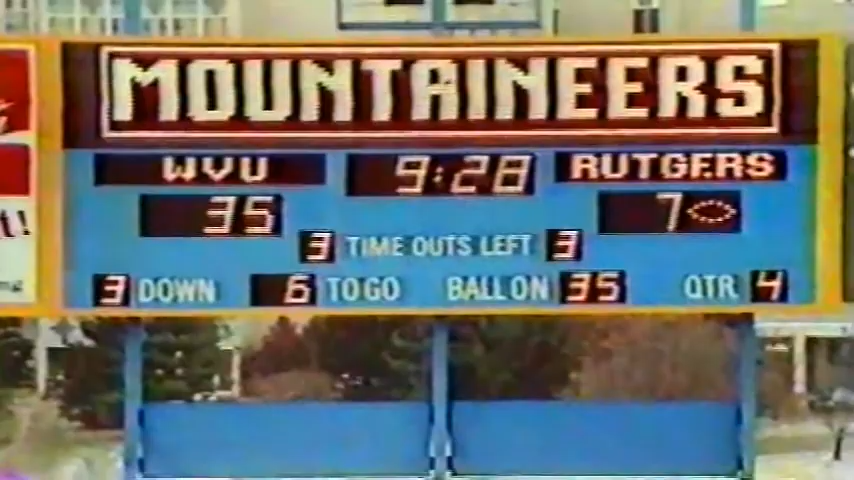 MOUNTAINEERS
WVU 9:28 RUTGERS
35 7
3 TIME OUTS LEFT 3
3 DOWN 6 TO GO BALL ON 35 QTR 4